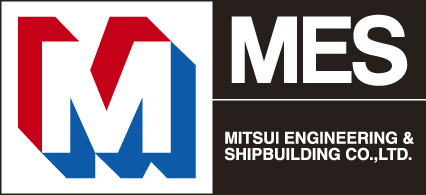 M
MES
MITSUI ENGINEERING &
SHIPBUILDING CO.,LTD.